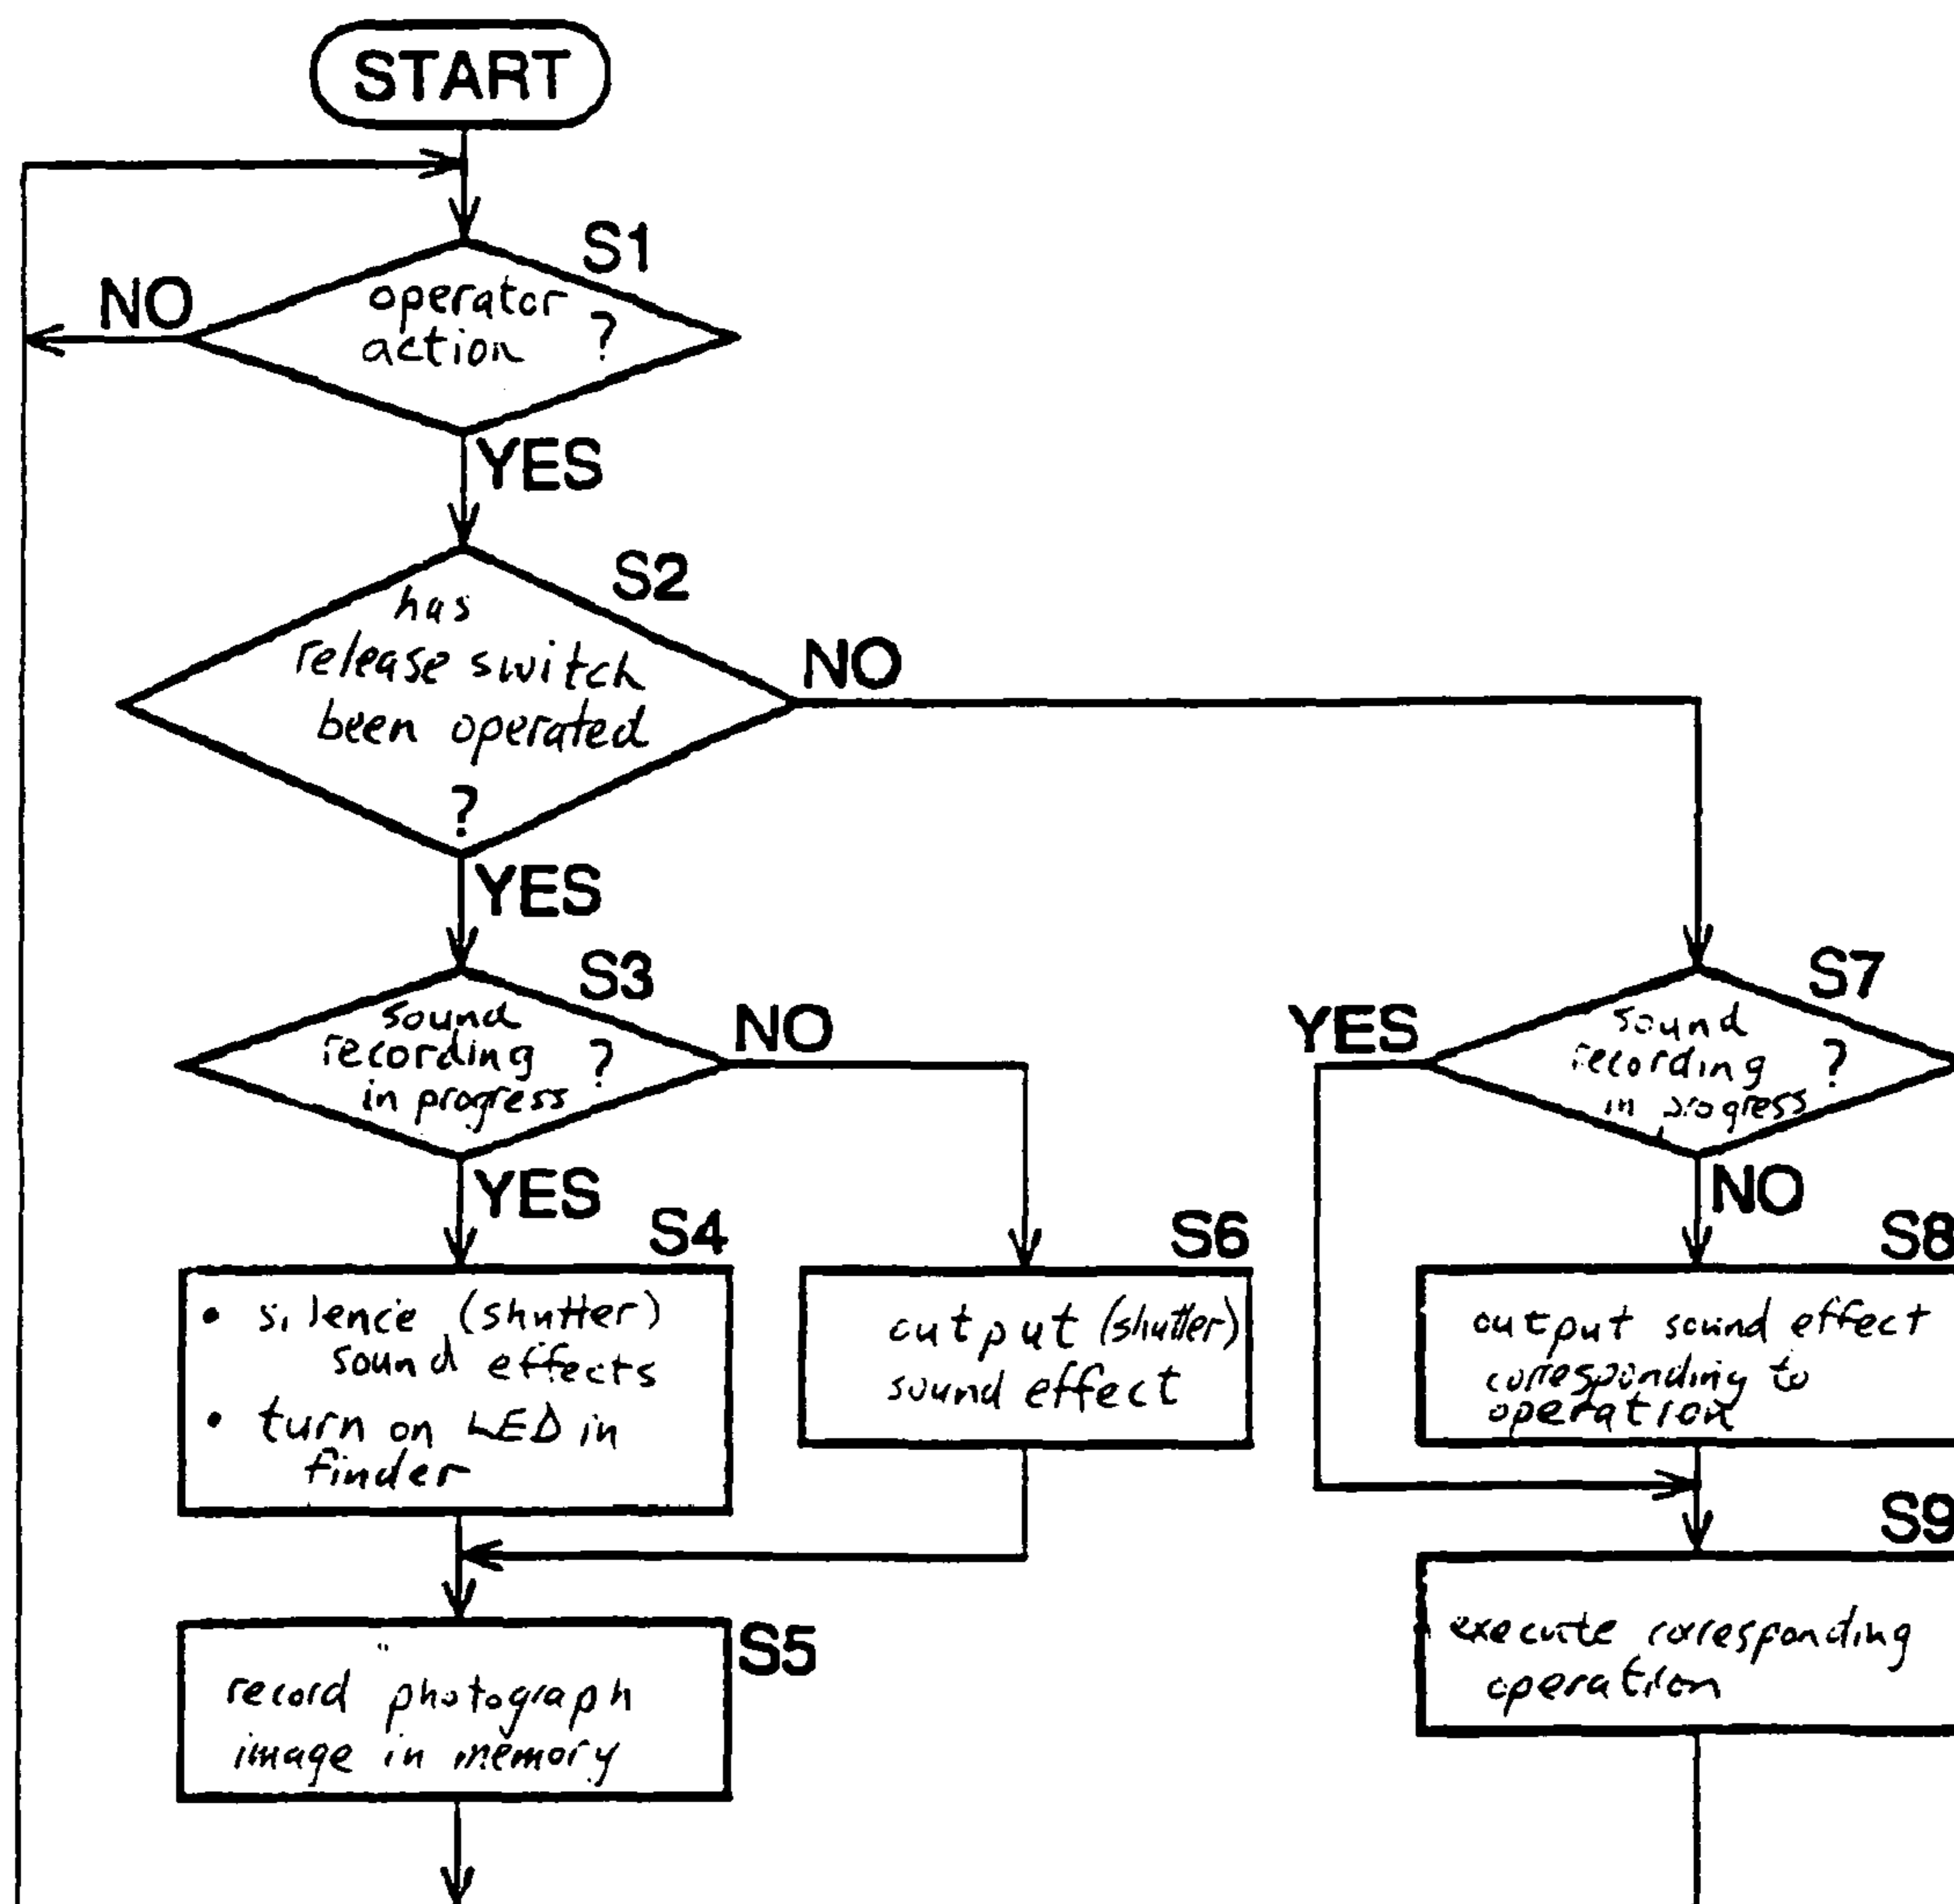 START
S1
NO
operator
action ?
YES
S2
has
release switch
been operated
?
NO
YES
S3
sound
recording ?
in progress
NO
YES
S7
sound
recording ?
in progress
YES
NO
S4
• silence (shutter)
sound effects
• turn on LED in
finder
S6
output (shutter)
sound effect
S8
output sound effect
corresponding to
operation
S9
execute corresponding
operation
S5
record photograph
image in memory